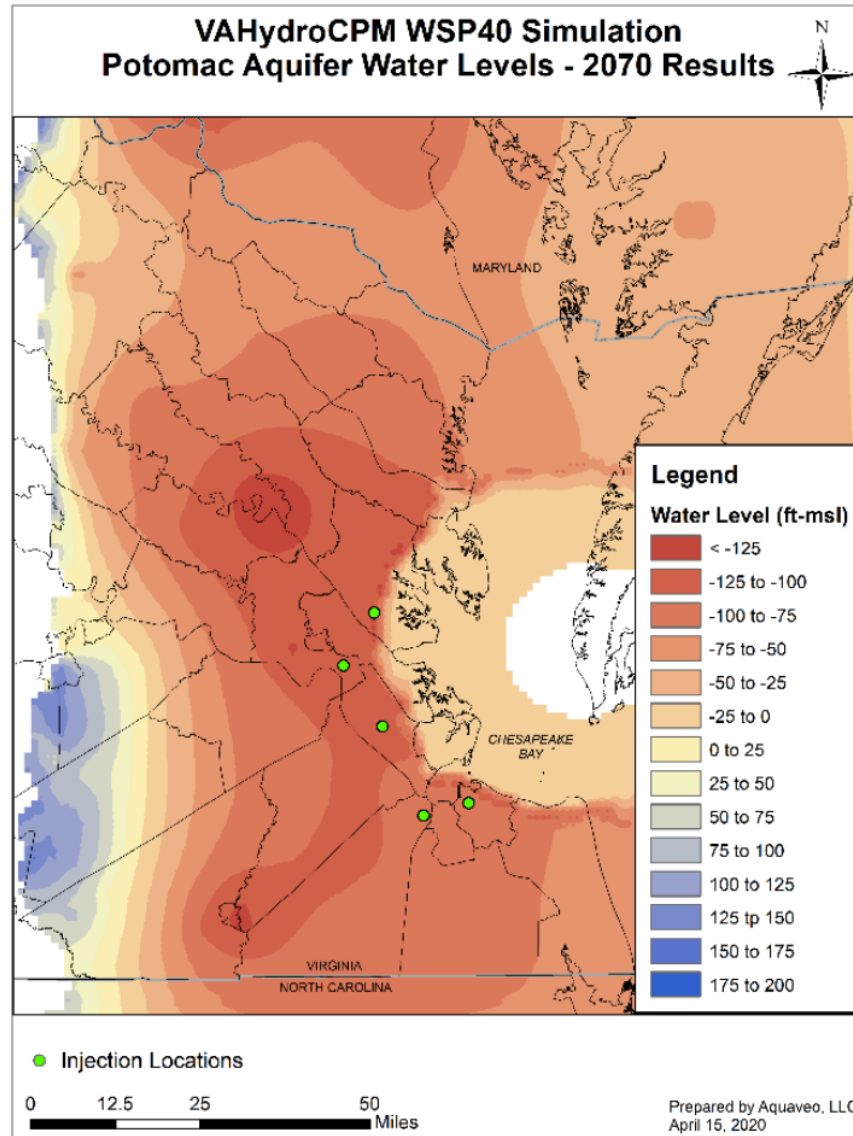 VAHydroCPM WSP40 Simulation
Potomac Aquifer Water Levels - 2070 Results
N
MARYLAND
CHESAPEAKE
BAY
VIRGINIA
NORTH CAROLINA
Legend
Water Level (ft-msl)
< -125
-125 to -100
-100 to -75
-75 to -50
-50 to -25
-25 to 0
0 to 25
25 to 50
50 to 75
75 to 100
100 to 125
125 tp 150
150 to 175
175 to 200
Injection Locations
0 12.5 25 50
Miles
Prepared by Aquaveo, LLC
April 15, 2020